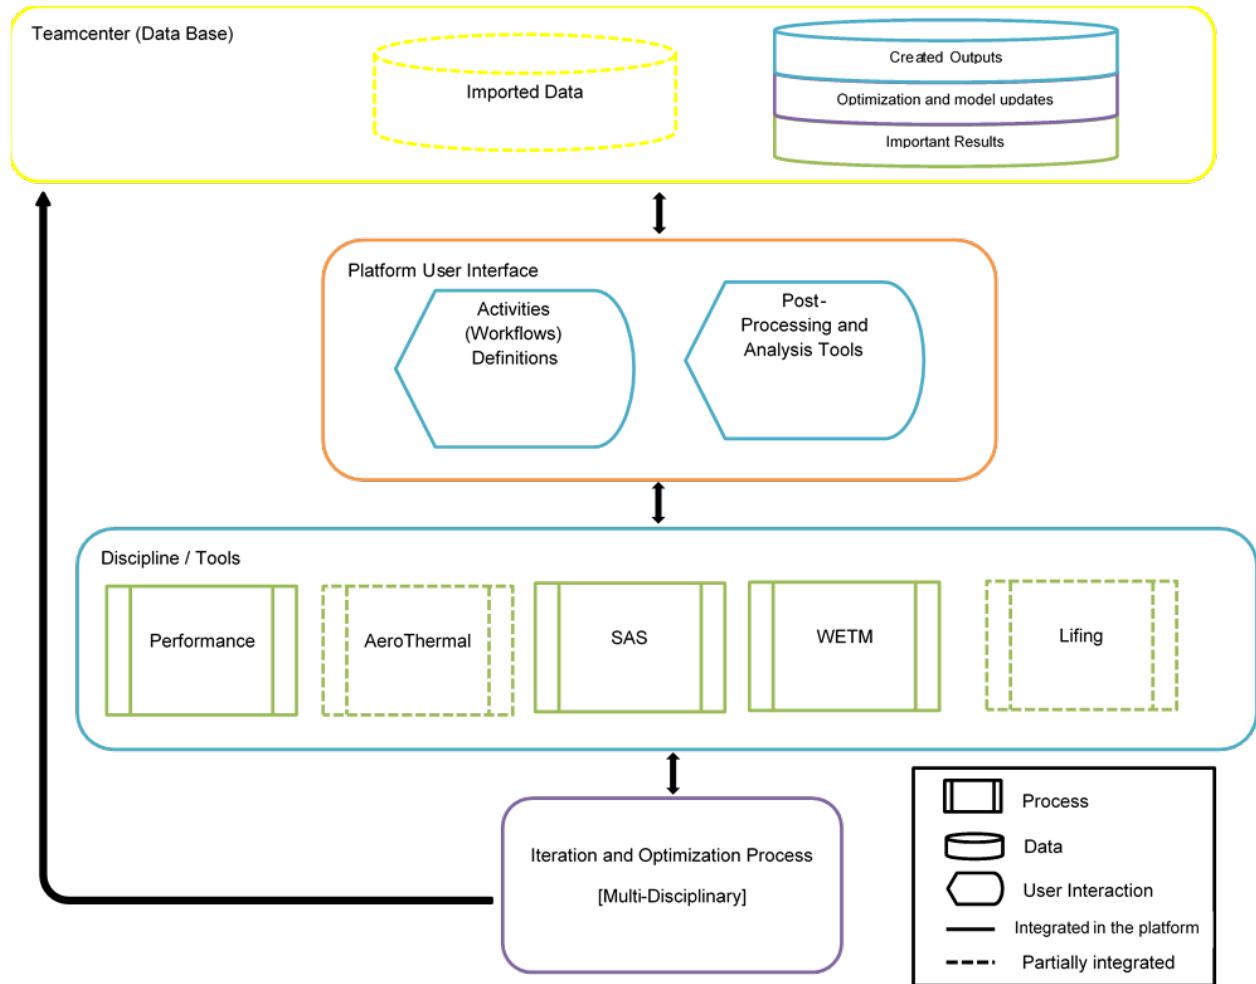 Teamcenter (Data Base)
Imported Data
Created Outputs
Optimization and model updates
Important Results
Platform User Interface
Activities
(Workflows)
Definitions
Post-
Processing and
Analysis Tools
Discipline / Tools
Performance
AeroThermal
SAS
WETM
Lifing
Iteration and Optimization Process
[Multi-Disciplinary]
Process
Data
User Interaction
Integrated in the platform
Partially integrated